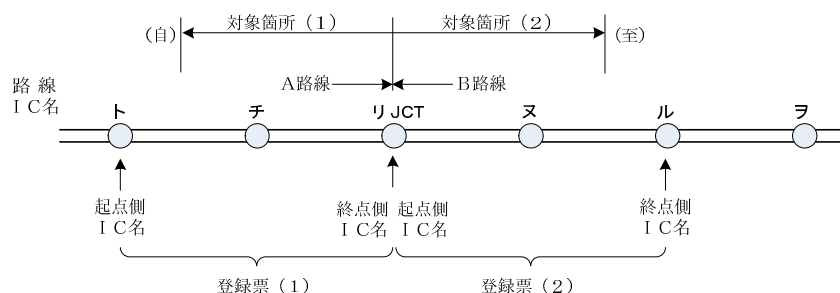 対象箇所（1） 対象箇所（2）
（自） （至）
A路線 B路線
路 線
ＩＣ名
ト チ リ JCT ヌ ル ヲ
起点側 終点側 起点側 終点側
ＩＣ名 ＩＣ名 ＩＣ名 ＩＣ名
登録票（1） 登録票（2）